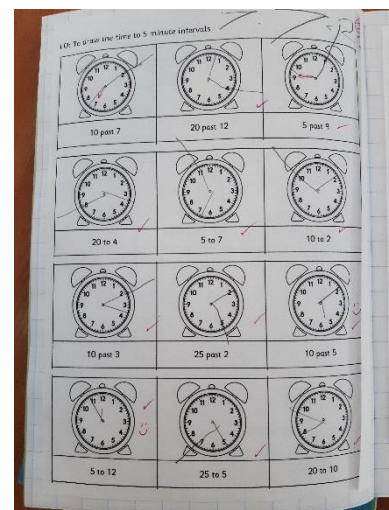 LO: To draw the time to 5 minute intervals
10 past 7
20 past 12
5 past 9
20 to 4
5 to 7
10 to 2
10 past 3
25 past 2
10 past 5
5 to 12
25 to 5
20 to 10